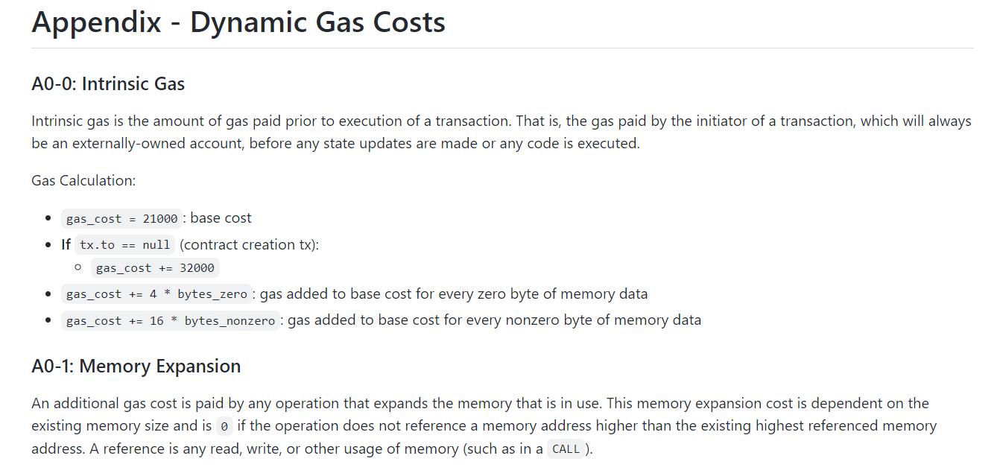 Appendix - Dynamic Gas Costs
A0-0: Intrinsic Gas
Intrinsic gas is the amount of gas paid prior to execution of a transaction. That is, the gas paid by the initiator of a transaction, which will always
be an externally-owned account, before any state updates are made or any code is executed.
Gas Calculation:
• gas_cost = 21000 : base cost
• If tx.to == null (contract creation tx):
◦ gas_cost += 32000
• gas_cost += 4 * bytes_zero : gas added to base cost for every zero byte of memory data
• gas_cost += 16 * bytes_nonzero : gas added to base cost for every nonzero byte of memory data
A0-1: Memory Expansion
An additional gas cost is paid by any operation that expands the memory that is in use. This memory expansion cost is dependent on the
existing memory size and is 0 if the operation does not reference a memory address higher than the existing highest referenced memory
address. A reference is any read, write, or other usage of memory (such as in a CALL ).